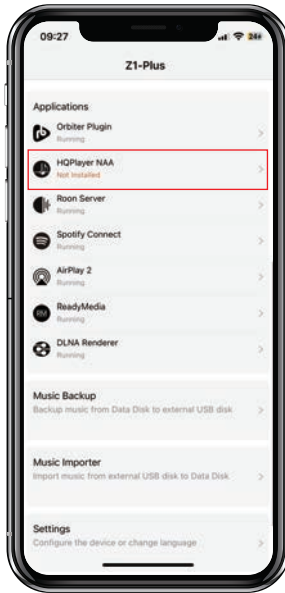 09:27
24+
Z1-Plus
Applications
Orbiter Plugin
Running
HQPlayer NAA
Not Installed
Roon Server
Running
Spotify Connect
Running
AirPlay 2
Running
RM
ReadyMedia
Running
DLNA Renderer
Running
Music Backup
Backup music from Data Disk to external USB disk
Music Importer
Import music from external USB disk to Data Disk
Settings
Configure the device or change language